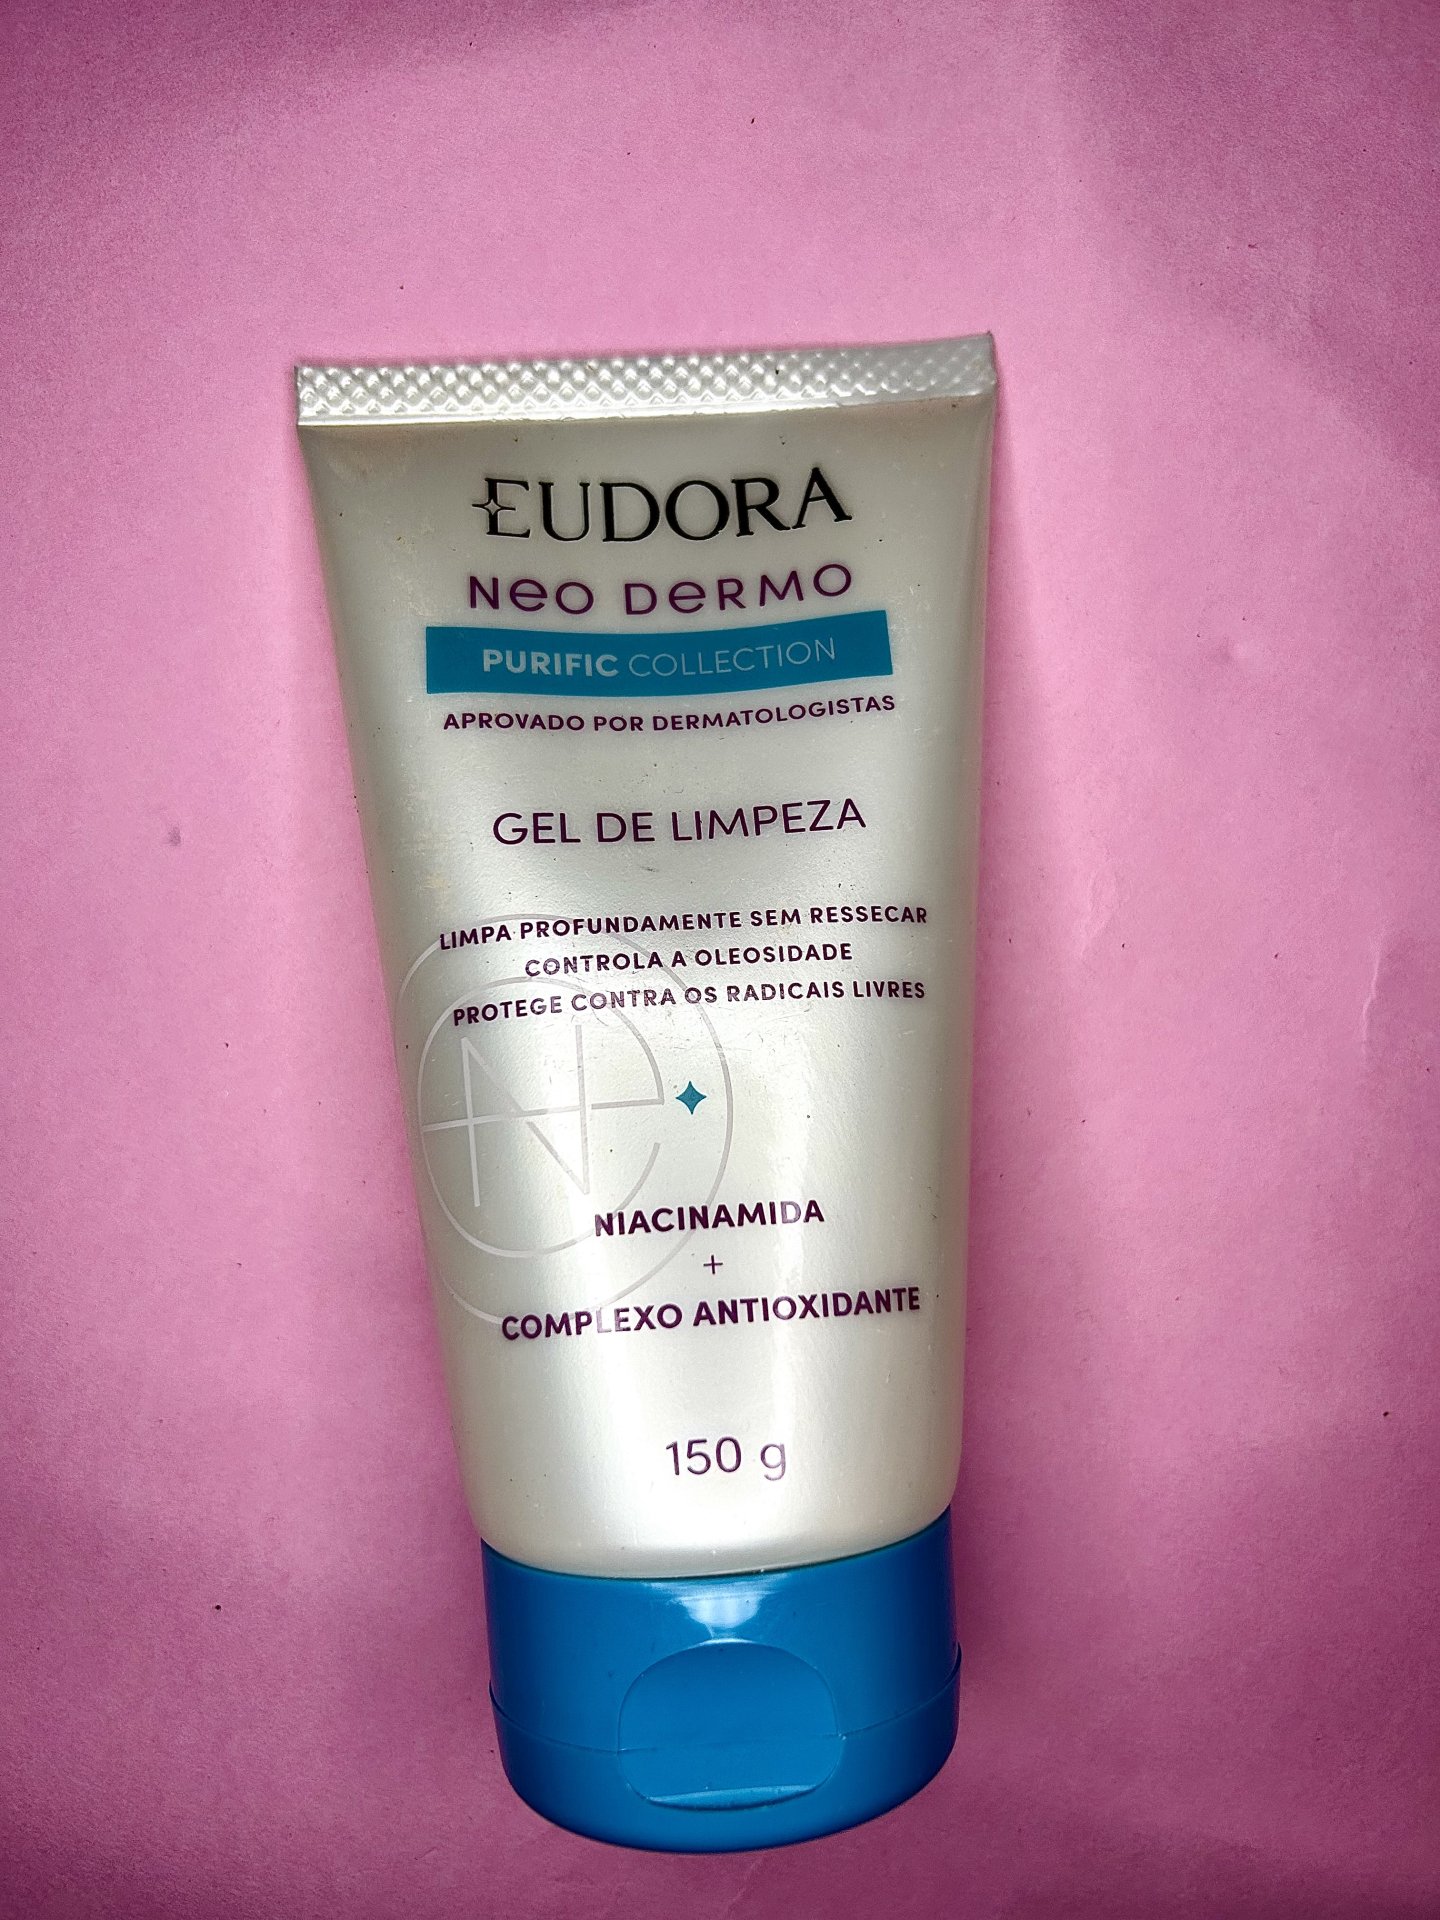 EUDORA
NEO DERMO
PURIFIC COLLECTION
APROVADO POR DERMATOLOGISTAS
GEL DE LIMPEZA
LIMPA PROFUNDAMENTE SEM RESSECAR
CONTROLA A OLEOSIDADE
PROTEGE CONTRA OS RADICAIS LIVRES
NIACINAMIDA
+
COMPLEXO ANTIOXIDANTE
150 g